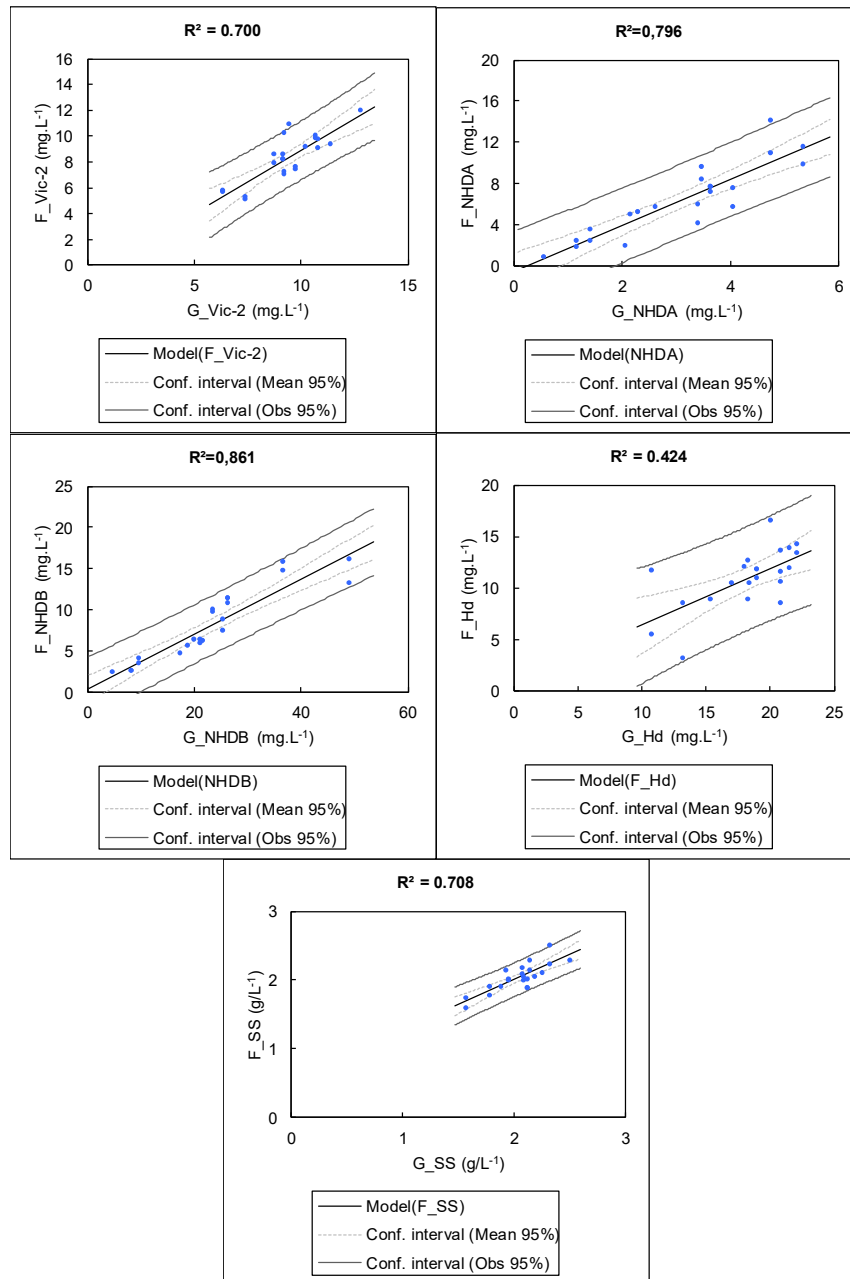 R² = 0.700
16
14
12
10
8
6
4
2
0
F_Vic-2 (mg.L⁻¹)
0 5 10 15
G_Vic-2 (mg.L⁻¹)
Model(F_Vic-2)
Conf. interval (Mean 95%)
Conf. interval (Obs 95%)
R²=0,796
20
16
12
8
4
0
F_NHDA (mg.L⁻¹)
0 2 4 6
G_NHDA (mg.L⁻¹)
Model(NHDA)
Conf. interval (Mean 95%)
Conf. interval (Obs 95%)
R²=0,861
25
20
15
10
5
0
F_NHDB (mg.L⁻¹)
0 20 40 60
G_NHDB (mg.L⁻¹)
Model(NHDB)
Conf. interval (Mean 95%)
Conf. interval (Obs 95%)
R² = 0.424
20
15
10
5
0
F_Hd (mg.L⁻¹)
0 5 10 15 20 25
G_Hd (mg.L⁻¹)
Model(F_Hd)
Conf. interval (Mean 95%)
Conf. interval (Obs 95%)
R² = 0.708
3
2
1
0
F_SS (g/L⁻¹)
0 1 2 3
G_SS (g/L⁻¹)
Model(F_SS)
Conf. interval (Mean 95%)
Conf. interval (Obs 95%)